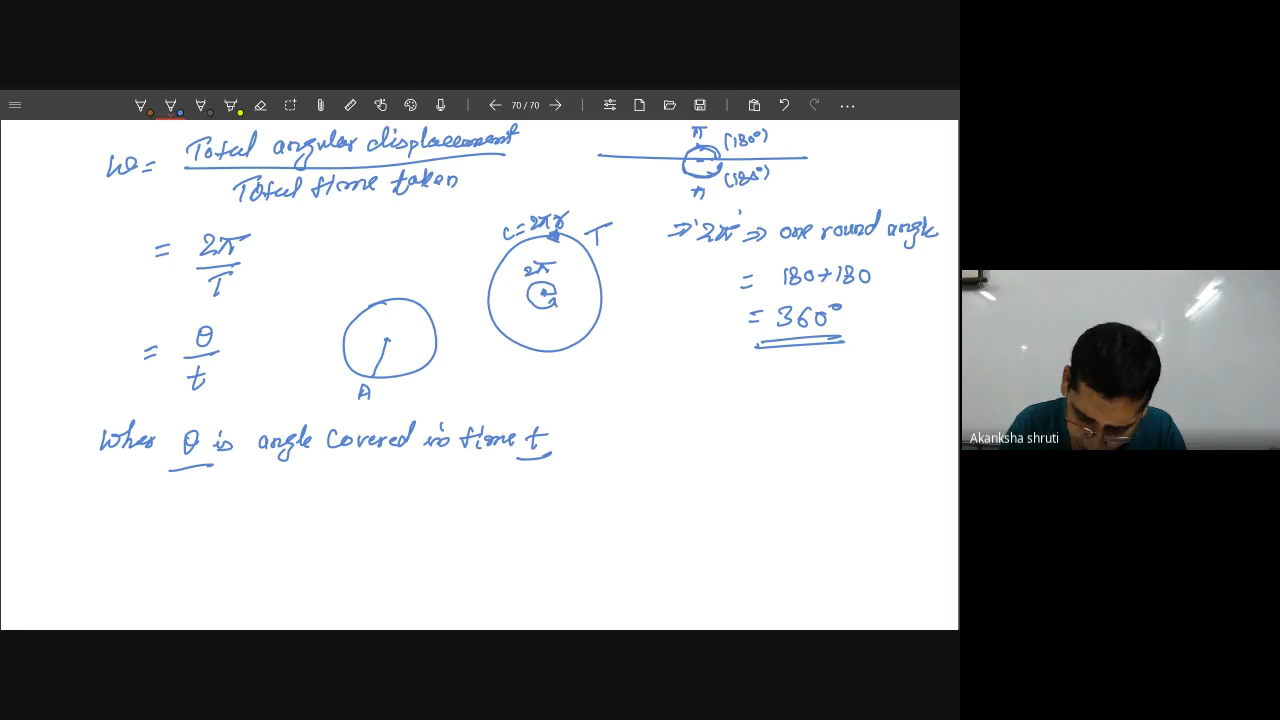 70 / 70
ω = Total angular displacement
Total time taken
= 2π
T
= θ
t
A
C = 2πr
T
2π
π (180°)
π (180°)
⇒ '2π' ⇒ one round angle
= 180+180
= 360°
When θ is angle covered in time t
Akanksha shruti